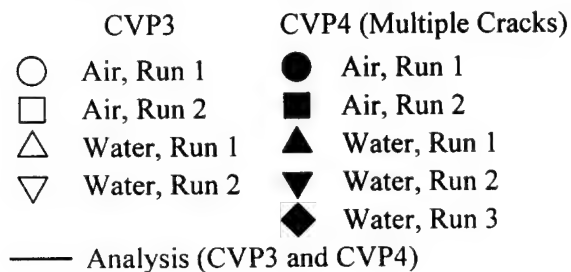 CVP3 CVP4 (Multiple Cracks)
Air, Run 1 Air, Run 1
Air, Run 2 Air, Run 2
Water, Run 1 Water, Run 1
Water, Run 2 Water, Run 2
Water, Run 3
Analysis (CVP3 and CVP4)